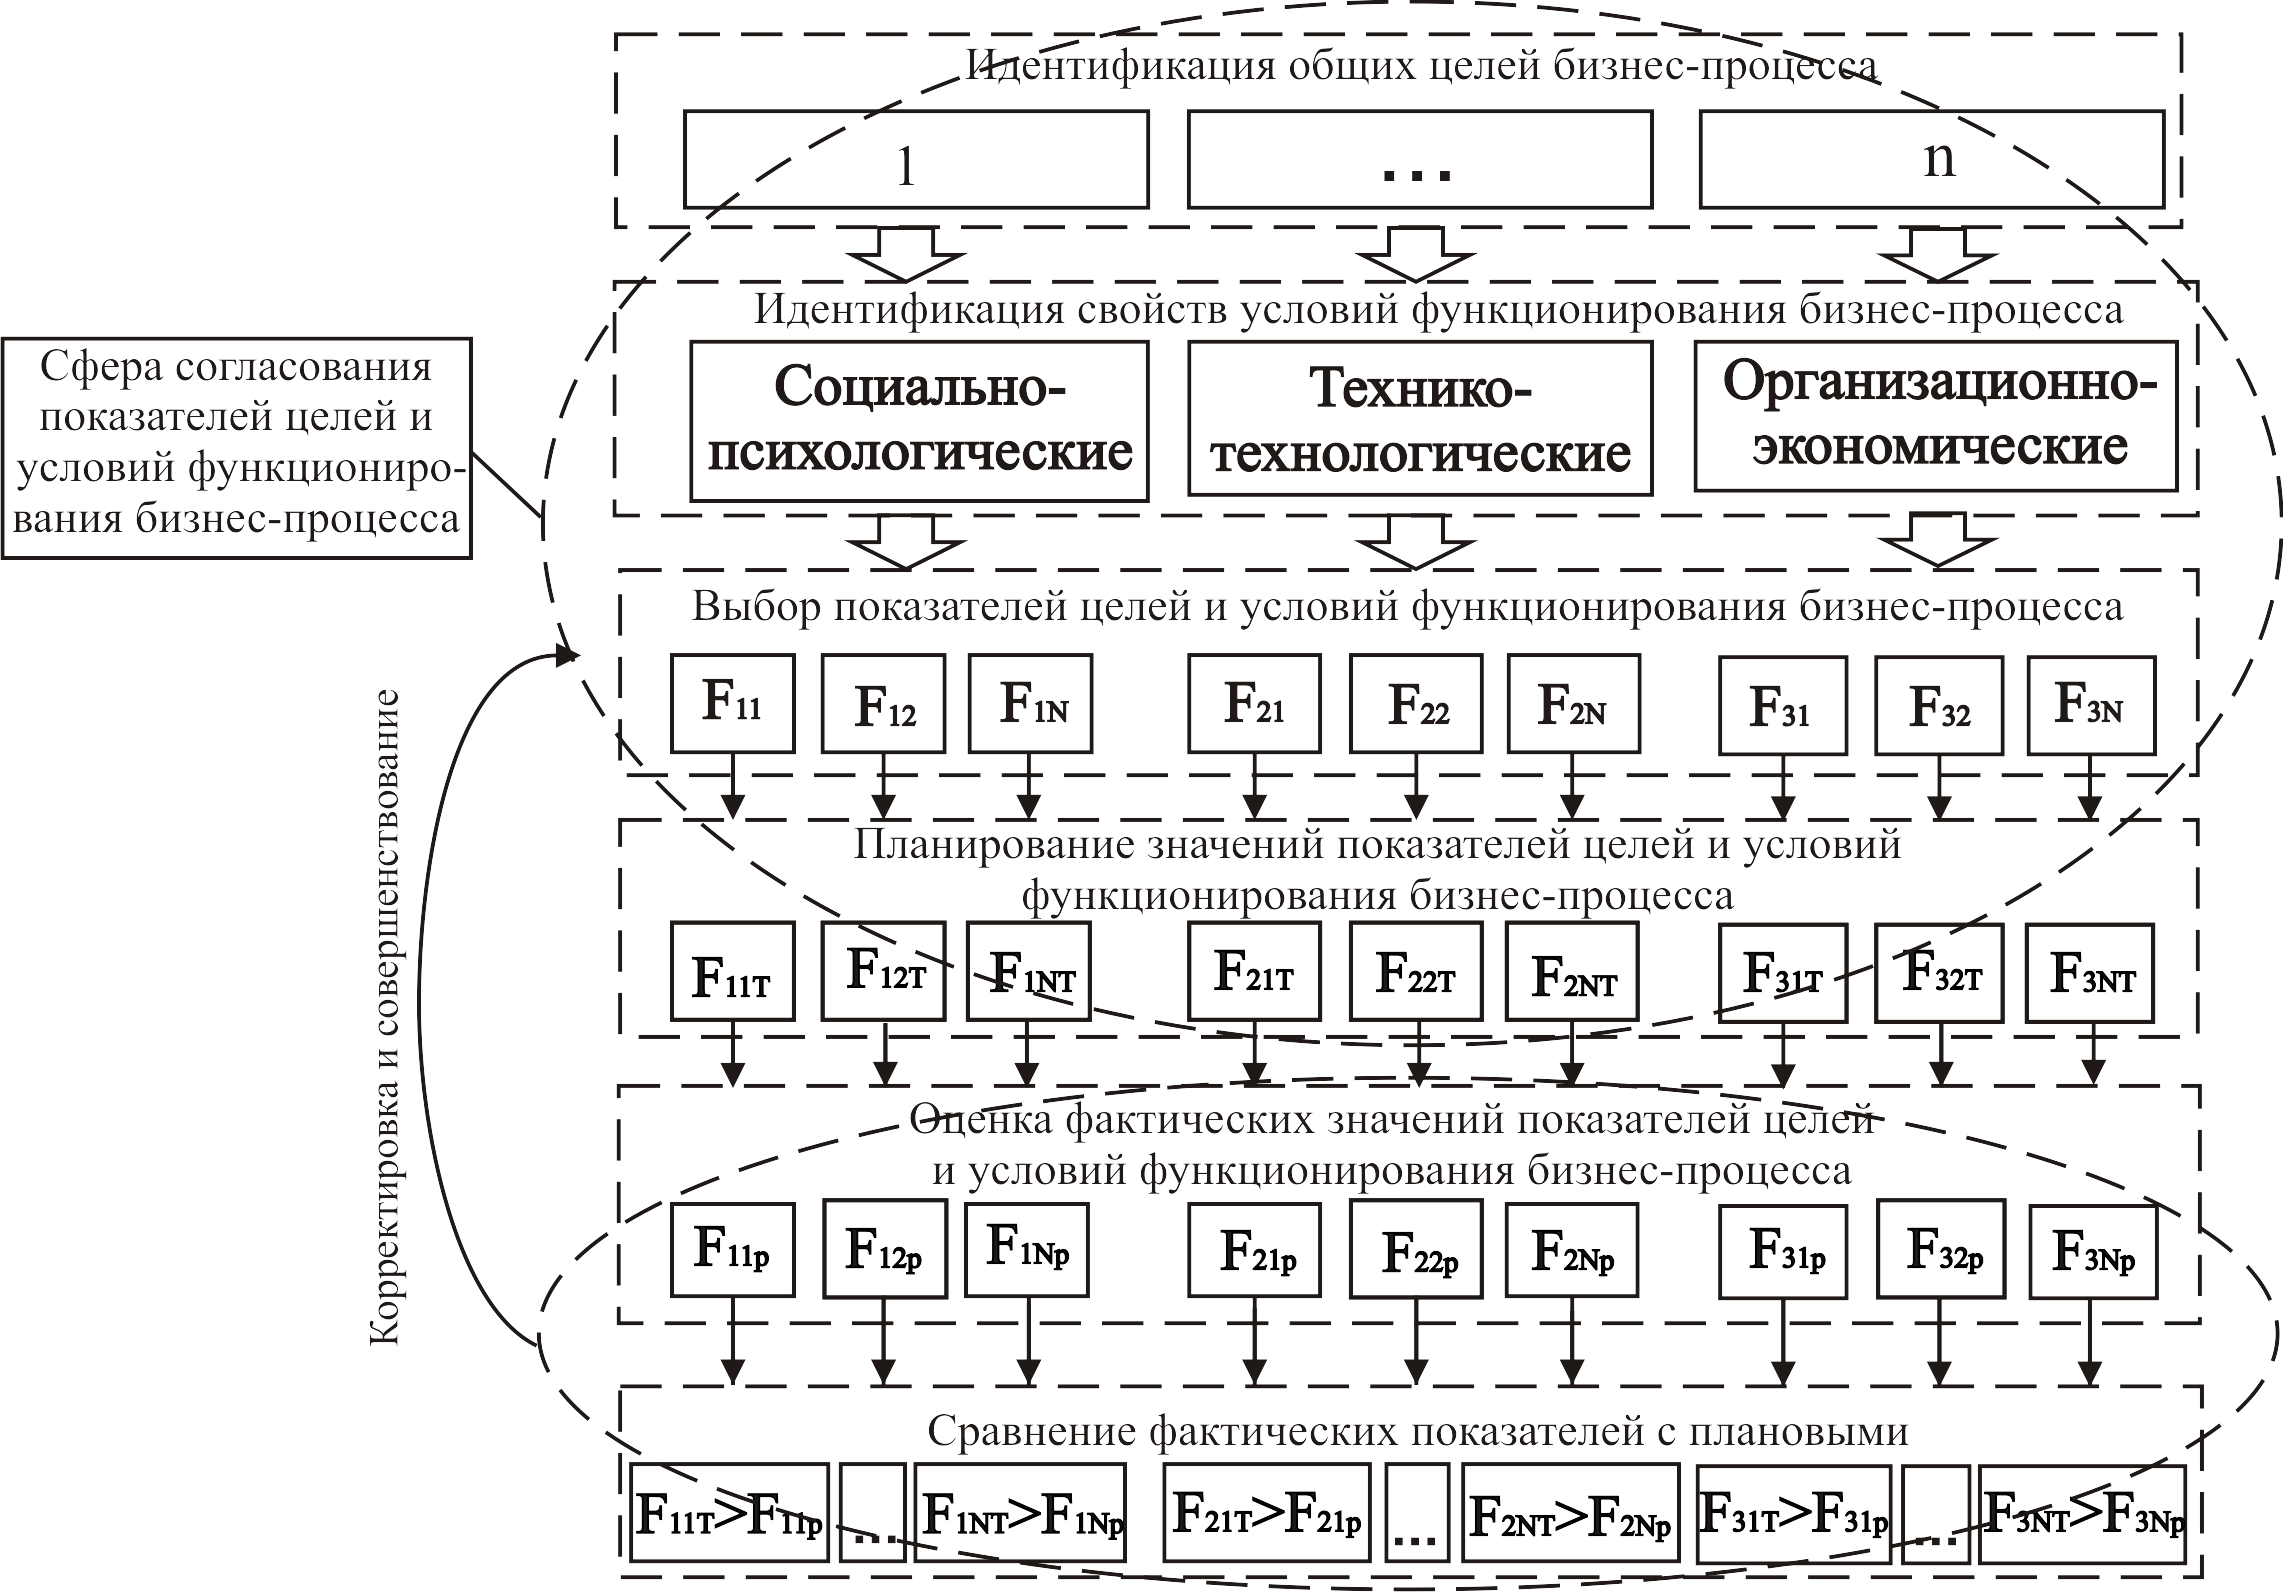 Идентификация общих целей бизнес-процесса
1
...
n
Идентификация свойств условий функционирования бизнес-процесса
Социально-
психологические
Технико-
технологические
Организационно-
экономические
Сфера согласования
показателей целей и
условий функциониро-
вания бизнес-процесса
Выбор показателей целей и условий функционирования бизнес-процесса
F11
F12
F1N
F21
F22
F2N
F31
F32
F3N
Планирование значений показателей целей и условий
функционирования бизнес-процесса
F11T
F12T
F1NT
F21T
F22T
F2NT
F31T
F32T
F3NT
Корректировка и совершенствование
Оценка фактических значений показателей целей
и условий функционирования бизнес-процесса
F11p
F12p
F1Np
F21p
F22p
F2Np
F31p
F32p
F3Np
Сравнение фактических показателей с плановыми
F11T>F11p
...
F1NT>F1Np
F21T>F21p
...
F2NT>F2Np
F31T>F31p
...
F3NT>F3Np